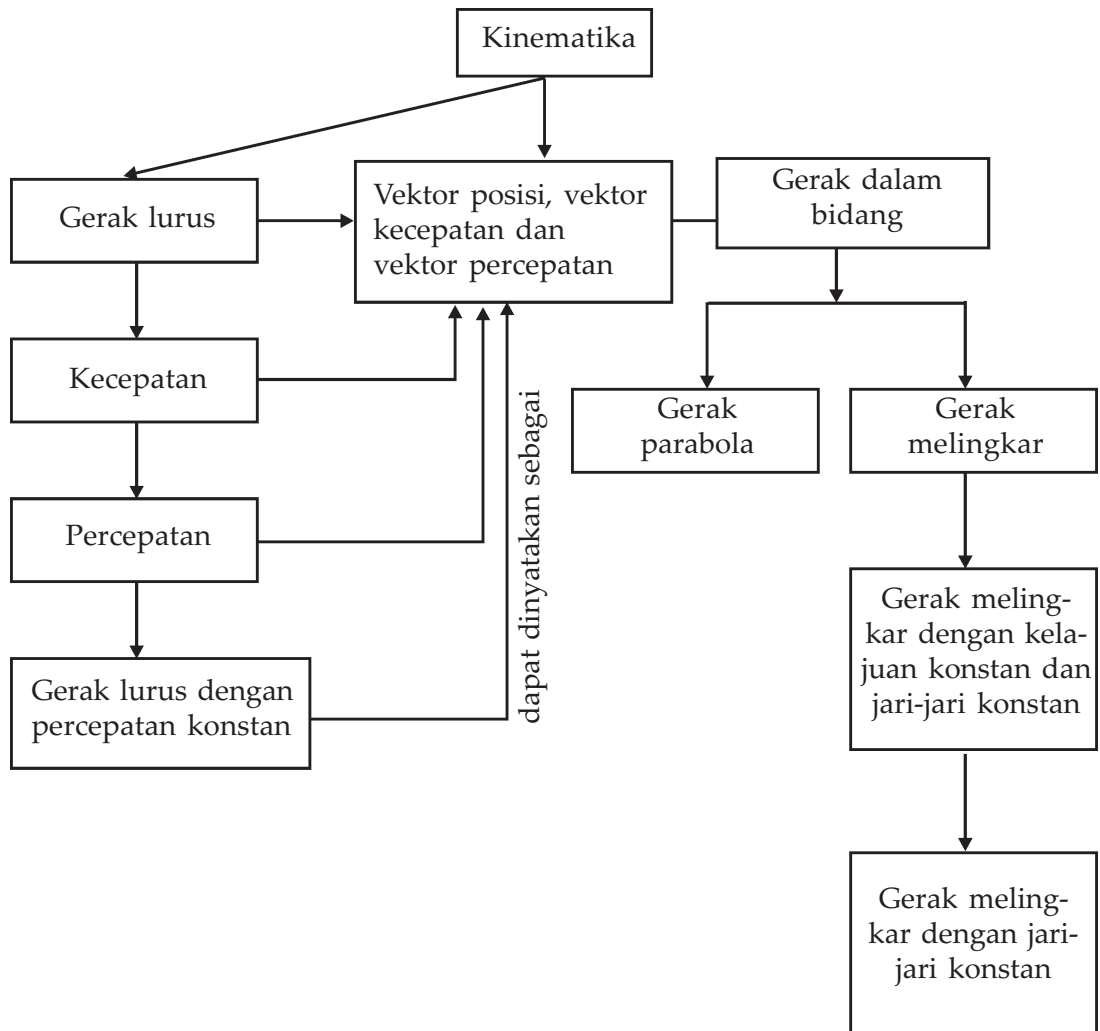 Kinematika
Gerak lurus
Vektor posisi, vektor
kecepatan dan
vektor percepatan
Gerak dalam
bidang
Kecepatan
dapat dinyatakan sebagai
Gerak
parabola
Gerak
melingkar
Percepatan
Gerak lurus dengan
percepatan konstan
Gerak meling-
kar dengan kela-
juan konstan dan
jari-jari konstan
Gerak meling-
kar dengan jari-
jari konstan